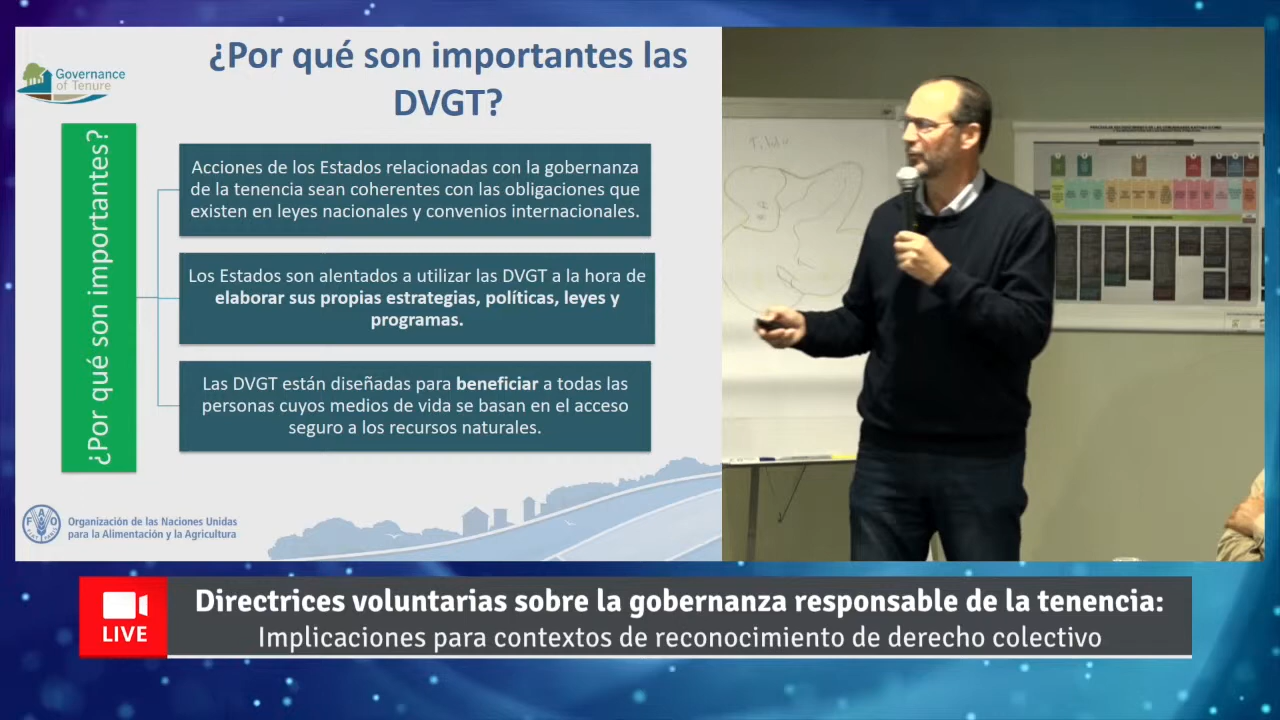 ¿Por qué son importantes las
DVGT?
Governance
of Tenure
¿Por qué son importantes?
Acciones de los Estados relacionadas con la gobernanza
de la tenencia sean coherentes con las obligaciones que
existen en leyes nacionales y convenios internacionales.
Los Estados son alentados a utilizar las DVGT a la hora de
elaborar sus propias estrategias, políticas, leyes y
programas.
Las DVGT están diseñadas para beneficiar a todas las
personas cuyos medios de vida se basan en el acceso
seguro a los recursos naturales.
FAO
Organización de las Naciones Unidas
para la Alimentación y la Agricultura
LIVE
Directrices voluntarias sobre la gobernanza responsable de la tenencia:
Implicaciones para contextos de reconocimiento de derecho colectivo